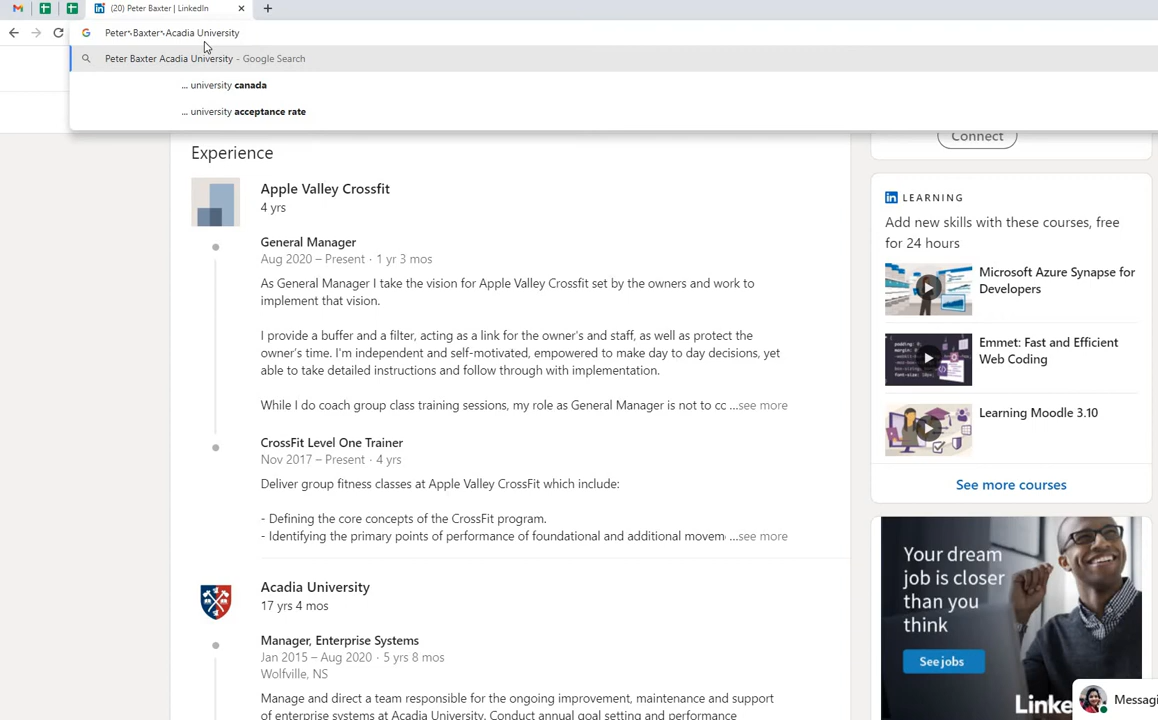 (20) Peter Baxter | LinkedIn
Peter Baxter Acadia University
Peter Baxter Acadia University - Google Search
... university canada
... university acceptance rate
Connect
Experience
Apple Valley Crossfit
4 yrs
General Manager
Aug 2020 – Present · 1 yr 3 mos
As General Manager I take the vision for Apple Valley Crossfit set by the owners and work to
implement that vision.
I provide a buffer and a filter, acting as a link for the owner's and staff, as well as protect the
owner's time. I'm independent and self-motivated, empowered to make day to day decisions, yet
able to take detailed instructions and follow through with implementation.
While I do coach group class training sessions, my role as General Manager is not to cc ...see more
CrossFit Level One Trainer
Nov 2017 – Present · 4 yrs
Deliver group fitness classes at Apple Valley CrossFit which include:
- Defining the core concepts of the CrossFit program.
- Identifying the primary points of performance of foundational and additional movem ...see more
Acadia University
17 yrs 4 mos
Manager, Enterprise Systems
Jan 2015 – Aug 2020 · 5 yrs 8 mos
Wolfville, NS
Manage and direct a team responsible for the ongoing improvement, maintenance and support
of enterprise systems at Acadia University. Conduct annual goal setting and performance
in LEARNING
Add new skills with these courses, free
for 24 hours
Microsoft Azure Synapse for
Developers
Emmet: Fast and Efficient
Web Coding
Learning Moodle 3.10
See more courses
Your dream
job is closer
than you
think
See jobs
Linke
Messagi